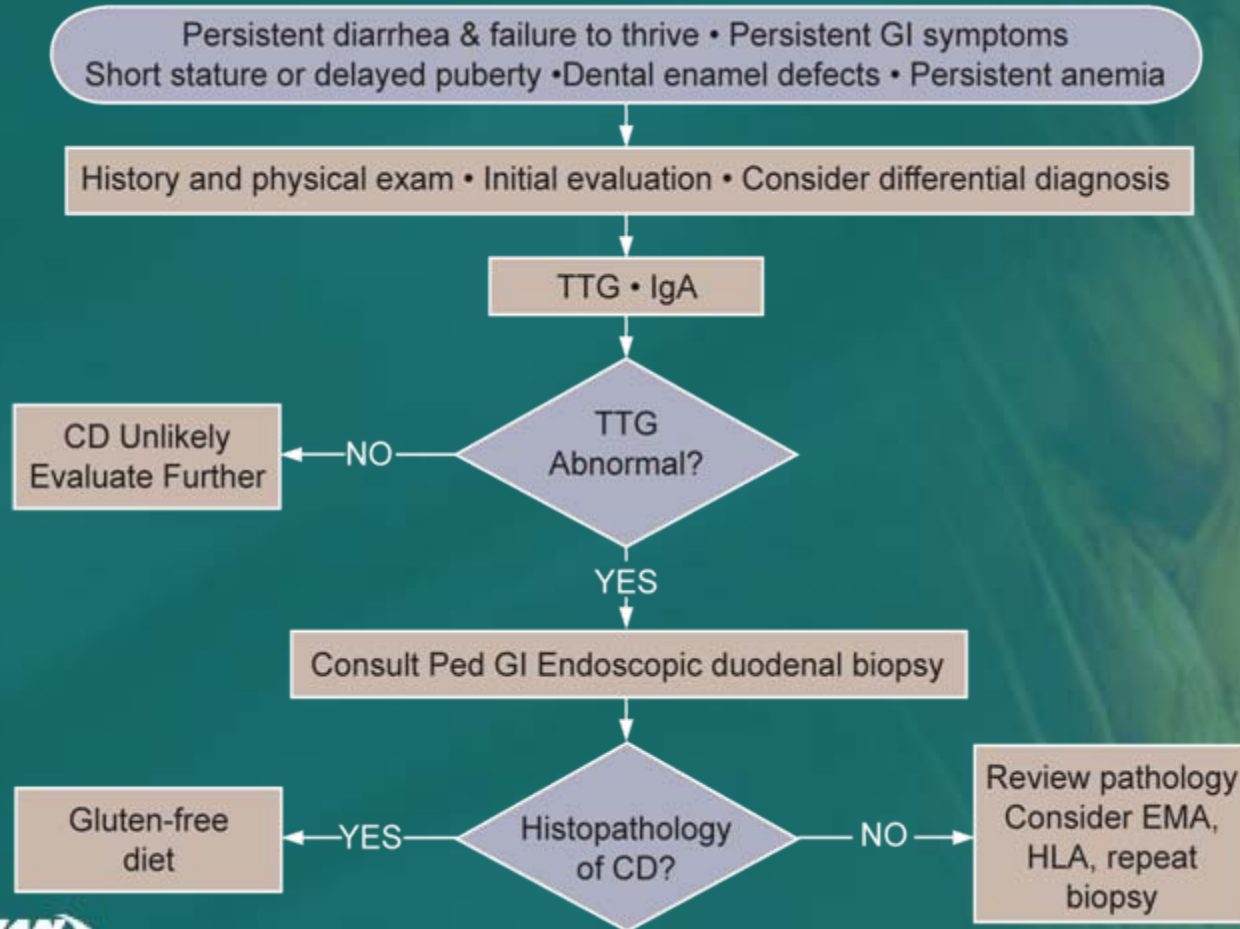 Persistent diarrhea & failure to thrive • Persistent GI symptoms
Short stature or delayed puberty •Dental enamel defects • Persistent anemia
History and physical exam • Initial evaluation • Consider differential diagnosis
TTG • IgA
TTG
Abnormal?
NO
CD Unlikely
Evaluate Further
YES
Consult Ped GI Endoscopic duodenal biopsy
Histopathology
of CD?
YES
Gluten-free
diet
NO
Review pathology
Consider EMA,
HLA, repeat
biopsy